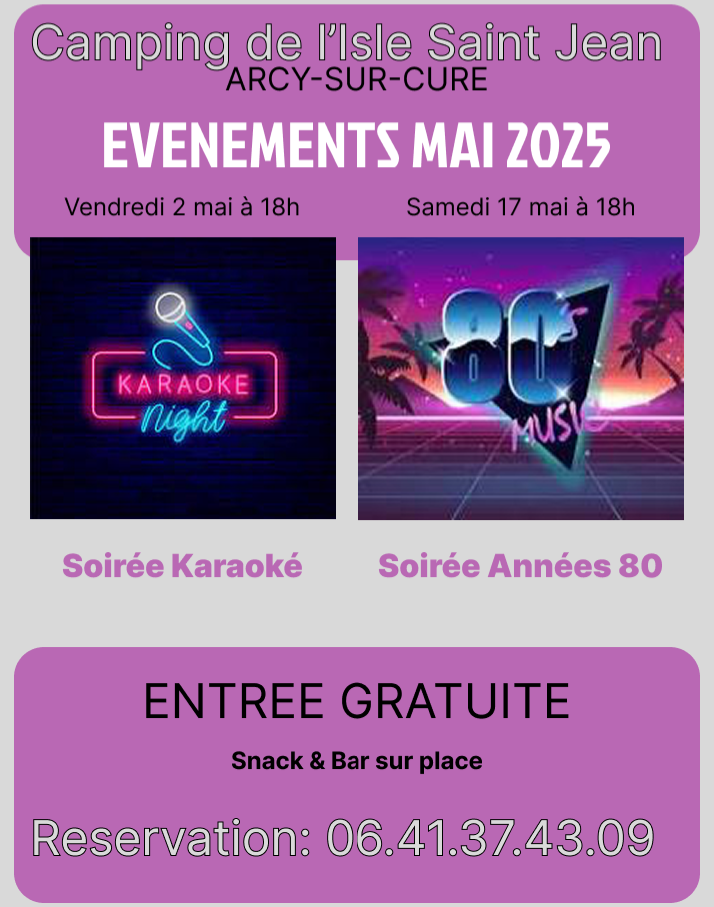 Camping de l’Isle Saint Jean
ARCY-SUR-CURE
EVENEMENTS MAI 2025
Vendredi 2 mai à 18h
Samedi 17 mai à 18h
KARAOKE
Night
80's
MUSIC
Soirée Karaoké
Soirée Années 80
ENTREE GRATUITE
Snack & Bar sur place
Reservation: 06.41.37.43.09